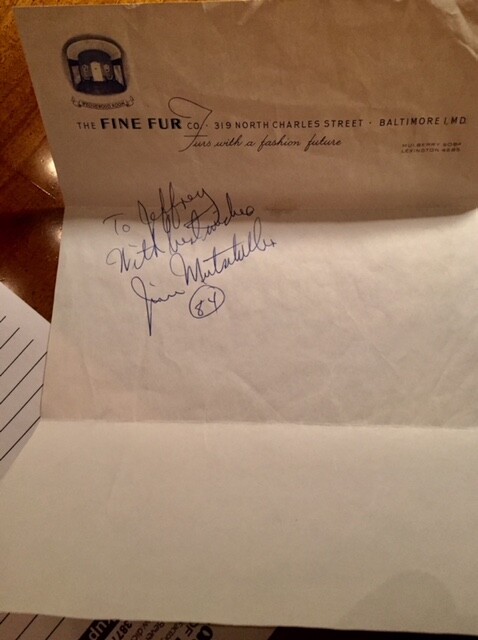 THE FINE FUR CO. · 319 NORTH CHARLES STREET · BALTIMORE 1, MD.
Furs with a fashion future
MULBERRY 5084
LEXINGTON
To Jeffrey
With best wishes
Jim Mutscheller
84